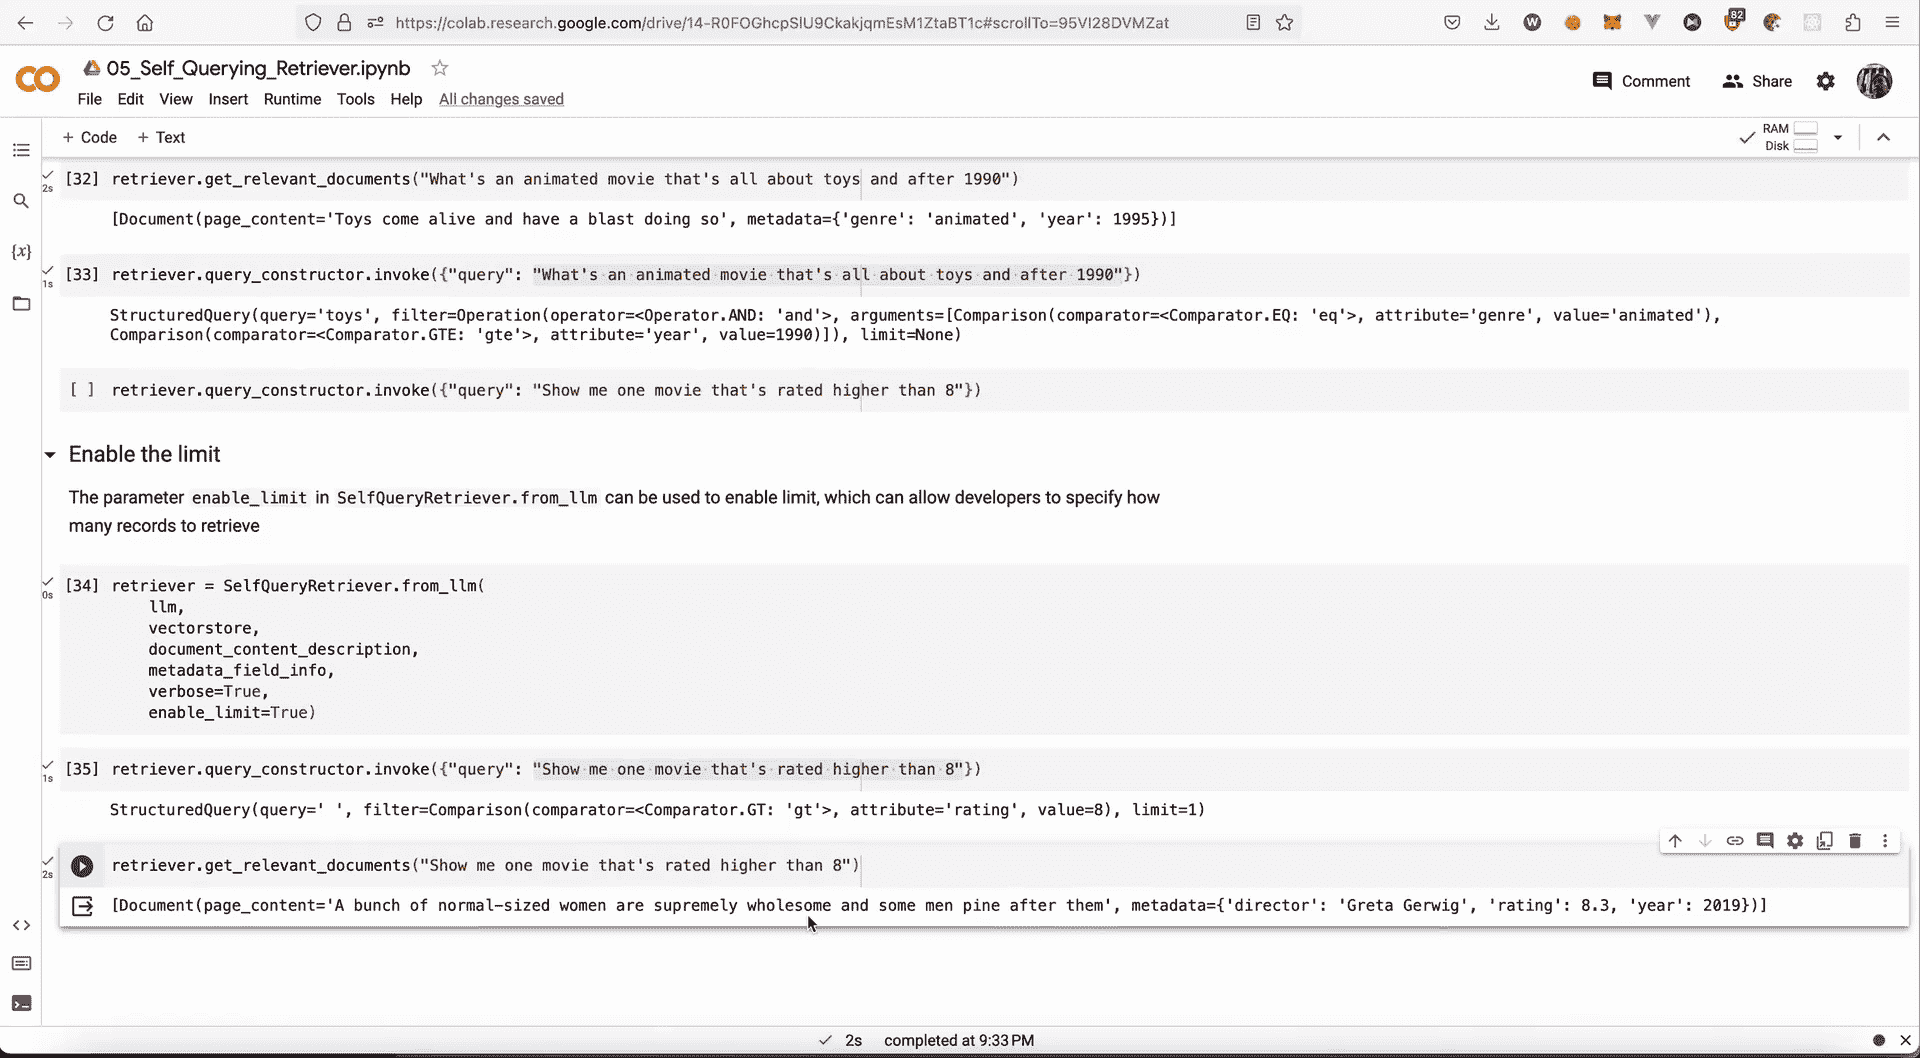 https://colab.research.google.com/drive/14-R0FOGhcpSlU9CkakjqmEsM1ZtaBT1c#scrollTo=95Vl28DVMZat
82
05_Self_Querying_Retriever.ipynb
File Edit View Insert Runtime Tools Help All changes saved
Comment Share
+ Code + Text
RAM
Disk
[32] retriever.get_relevant_documents("What's an animated movie that's all about toys and after 1990")
2s
[Document(page_content='Toys come alive and have a blast doing so', metadata={'genre': 'animated', 'year': 1995})]
[33] retriever.query_constructor.invoke({"query": "What's an animated movie that's all about toys and after 1990"})
1s
StructuredQuery(query='toys', filter=Operation(operator=<Operator.AND: 'and'>, arguments=[Comparison(comparator=<Comparator.EQ: 'eq'>, attribute='genre', value='animated'),
Comparison(comparator=<Comparator.GTE: 'gte'>, attribute='year', value=1990)]), limit=None)
[ ] retriever.query_constructor.invoke({"query": "Show me one movie that's rated higher than 8"})
Enable the limit
The parameter enable_limit in SelfQueryRetriever.from_llm can be used to enable limit, which can allow developers to specify how
many records to retrieve
[34] retriever = SelfQueryRetriever.from_llm(
0s
llm,
vectorstore,
document_content_description,
metadata_field_info,
verbose=True,
enable_limit=True)
[35] retriever.query_constructor.invoke({"query": "Show me one movie that's rated higher than 8"})
1s
StructuredQuery(query=' ', filter=Comparison(comparator=<Comparator.GT: 'gt'>, attribute='rating', value=8), limit=1)
retriever.get_relevant_documents("Show me one movie that's rated higher than 8")
2s
[Document(page_content='A bunch of normal-sized women are supremely wholesome and some men pine after them', metadata={'director': 'Greta Gerwig', 'rating': 8.3, 'year': 2019})]
2s completed at 9:33 PM